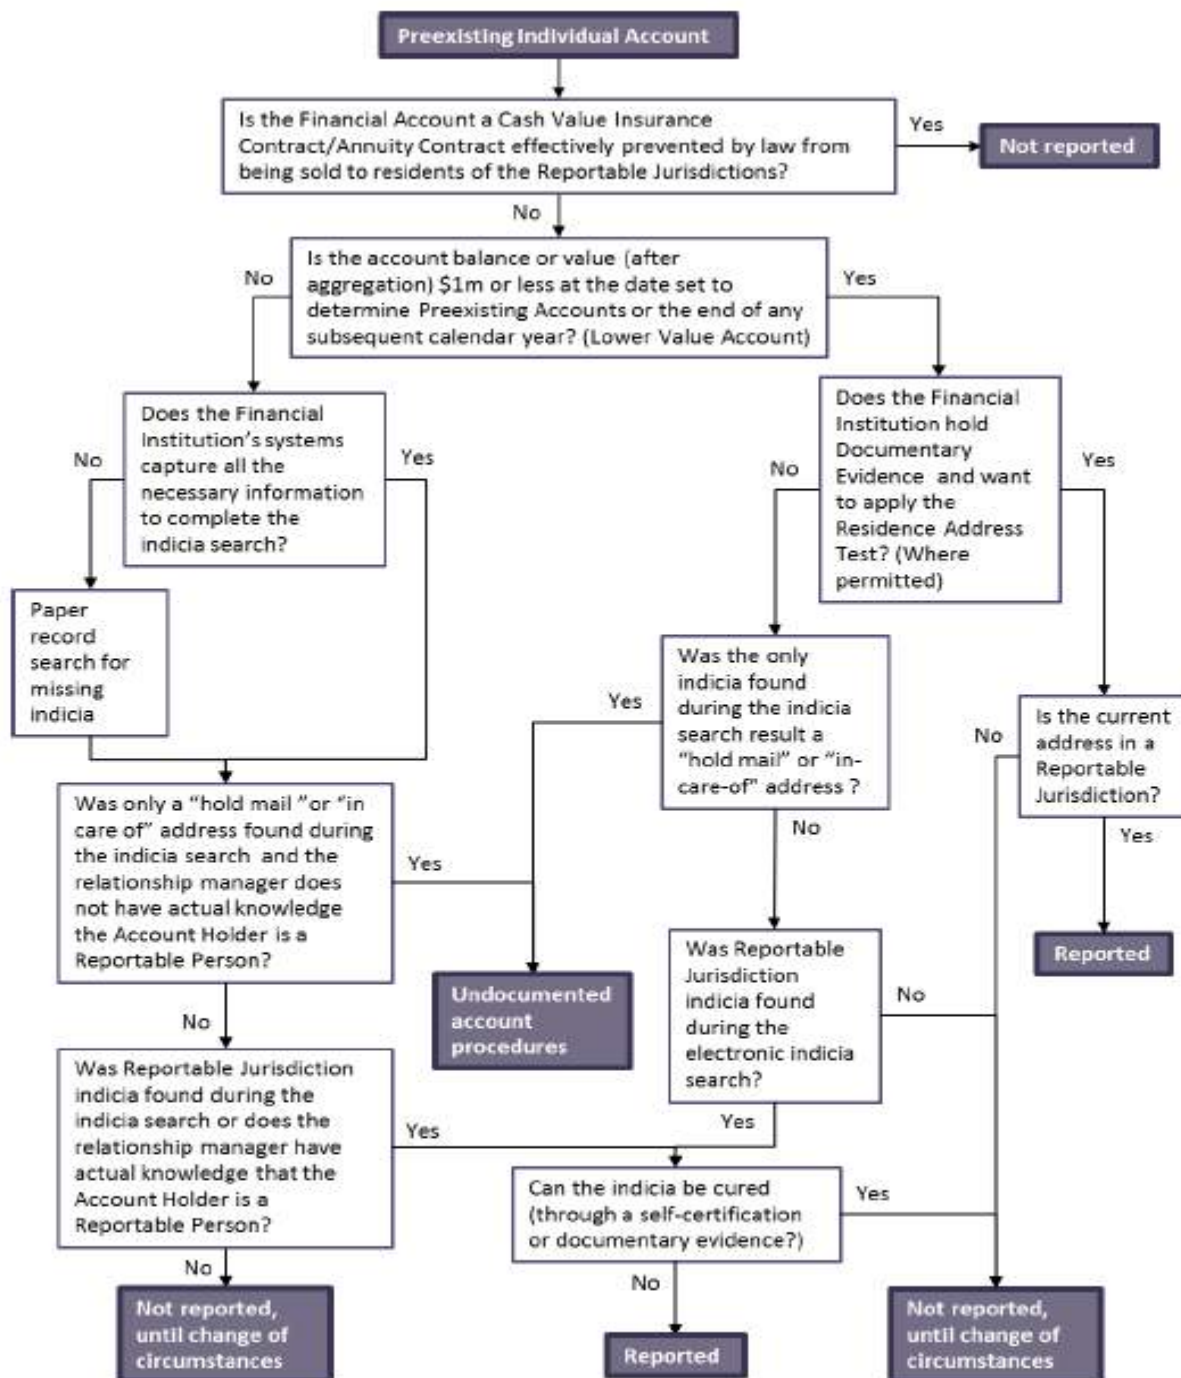 Preexisting Individual Account
Is the Financial Account a Cash Value Insurance
Contract/Annuity Contract effectively prevented by law from
being sold to residents of the Reportable Jurisdictions?
Yes
Not reported
No
Is the account balance or value (after
aggregation) $1m or less at the date set to
determine Preexisting Accounts or the end of any
subsequent calendar year? (Lower Value Account)
No
Yes
Does the Financial
Institution's systems
capture all the
necessary information
to complete the
indicia search?
No
Yes
Does the Financial
Institution hold
Documentary
Evidence and want
to apply the
Residence Address
Test? (Where
permitted)
No
Yes
Paper
record
search for
missing
indicia
Was the only
indicia found
during the indicia
search result a
"hold mail" or "in-
care-of" address ?
Yes
No
Is the current
address in a
Reportable
Jurisdiction?
No
Yes
Reported
Was only a "hold mail "or "in
care of" address found during
the indicia search and the
relationship manager does
not have actual knowledge
the Account Holder is a
Reportable Person?
Yes
No
Undocumented
account
procedures
Was Reportable
Jurisdiction
indicia found
during the
electronic indicia
search?
No
Yes
Was Reportable Jurisdiction
indicia found during the
indicia search or does the
relationship manager have
actual knowledge that the
Account Holder is a
Reportable Person?
Yes
No
Can the indicia be cured
(through a self-certification
or documentary evidence?)
Yes
No
Not reported,
until change of
circumstances
Reported
Not reported,
until change of
circumstances